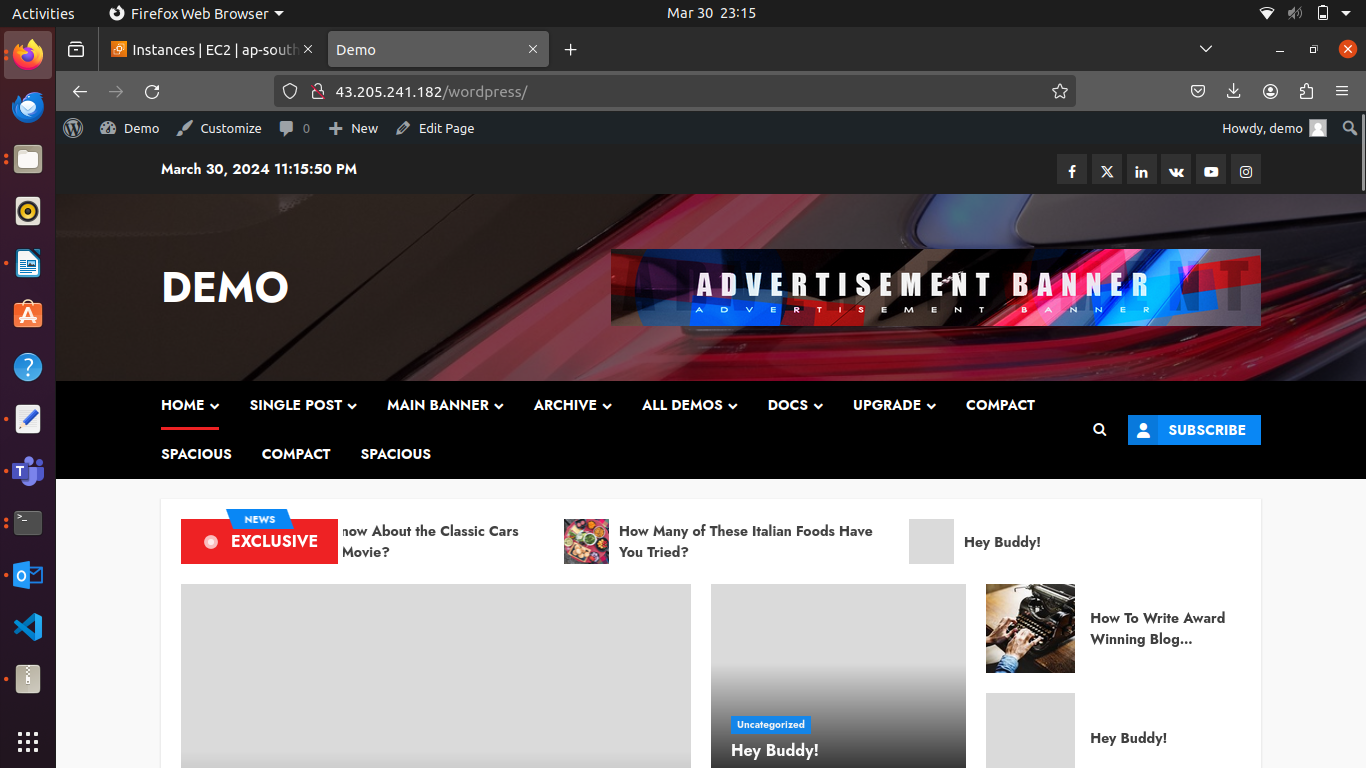 Activities
Firefox Web Browser
Mar 30 23:15
Instances | EC2 | ap-south
Demo
43.205.241.182/wordpress/
Demo
Customize
0
New
Edit Page
Howdy, demo
March 30, 2024 11:15:50 PM
DEMO
ADVERTISEMENT BANNER
ADVERTISEMENT BANNER
HOME
SINGLE POST
MAIN BANNER
ARCHIVE
ALL DEMOS
DOCS
UPGRADE
COMPACT
SPACIOUS
COMPACT
SPACIOUS
SUBSCRIBE
NEWS
EXCLUSIVE
now About the Classic Cars
Movie?
How Many of These Italian Foods Have
You Tried?
Hey Buddy!
Uncategorized
Hey Buddy!
How To Write Award
Winning Blog...
Hey Buddy!